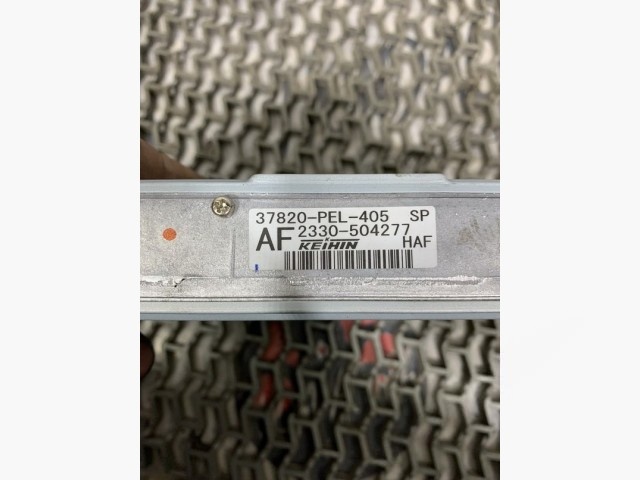 37820-PEL-405 SP
AF 2330-504277
KEIHIN HAF